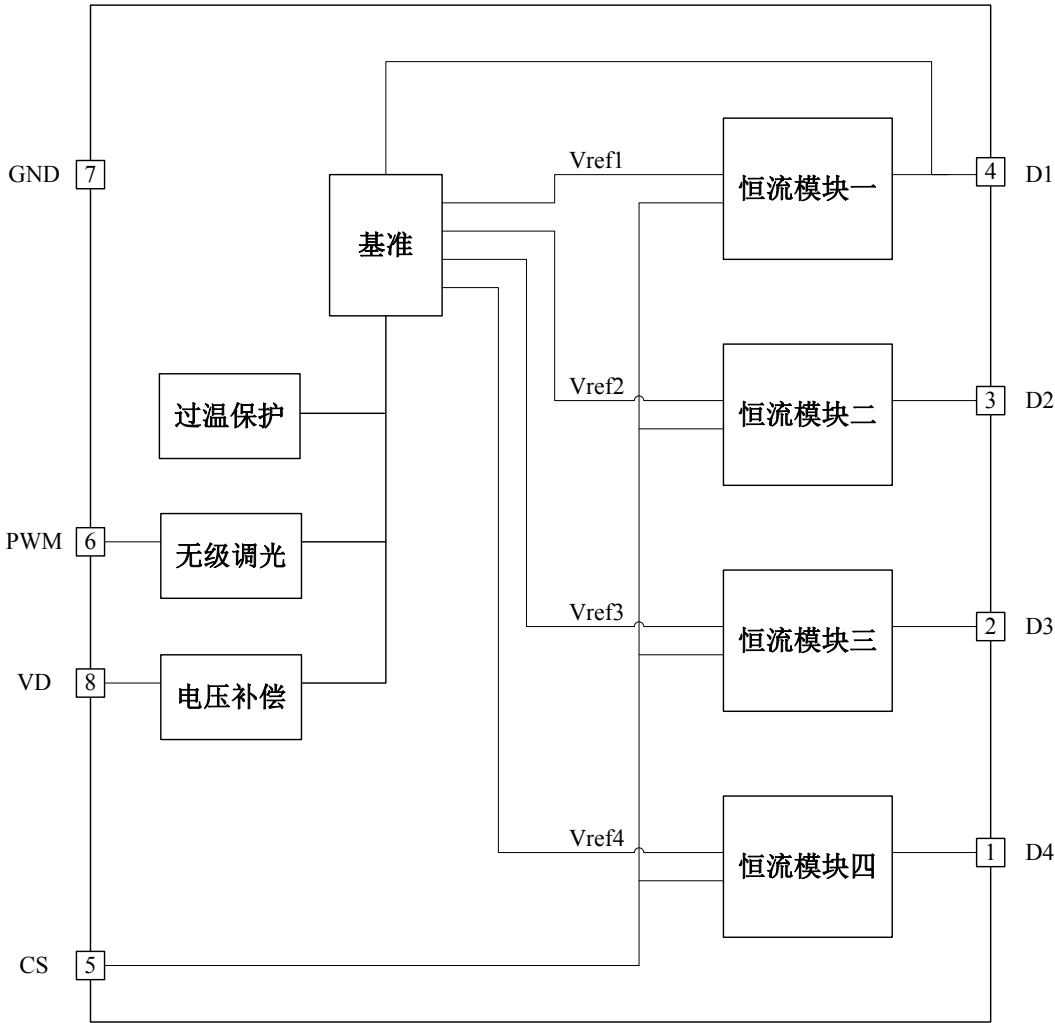 GND 7
Vref1
恒流模块一
4 D1
基准
Vref2
恒流模块二
3 D2
过温保护
PWM 6
无级调光
Vref3
恒流模块三
2 D3
VD 8
电压补偿
Vref4
恒流模块四
1 D4
CS 5